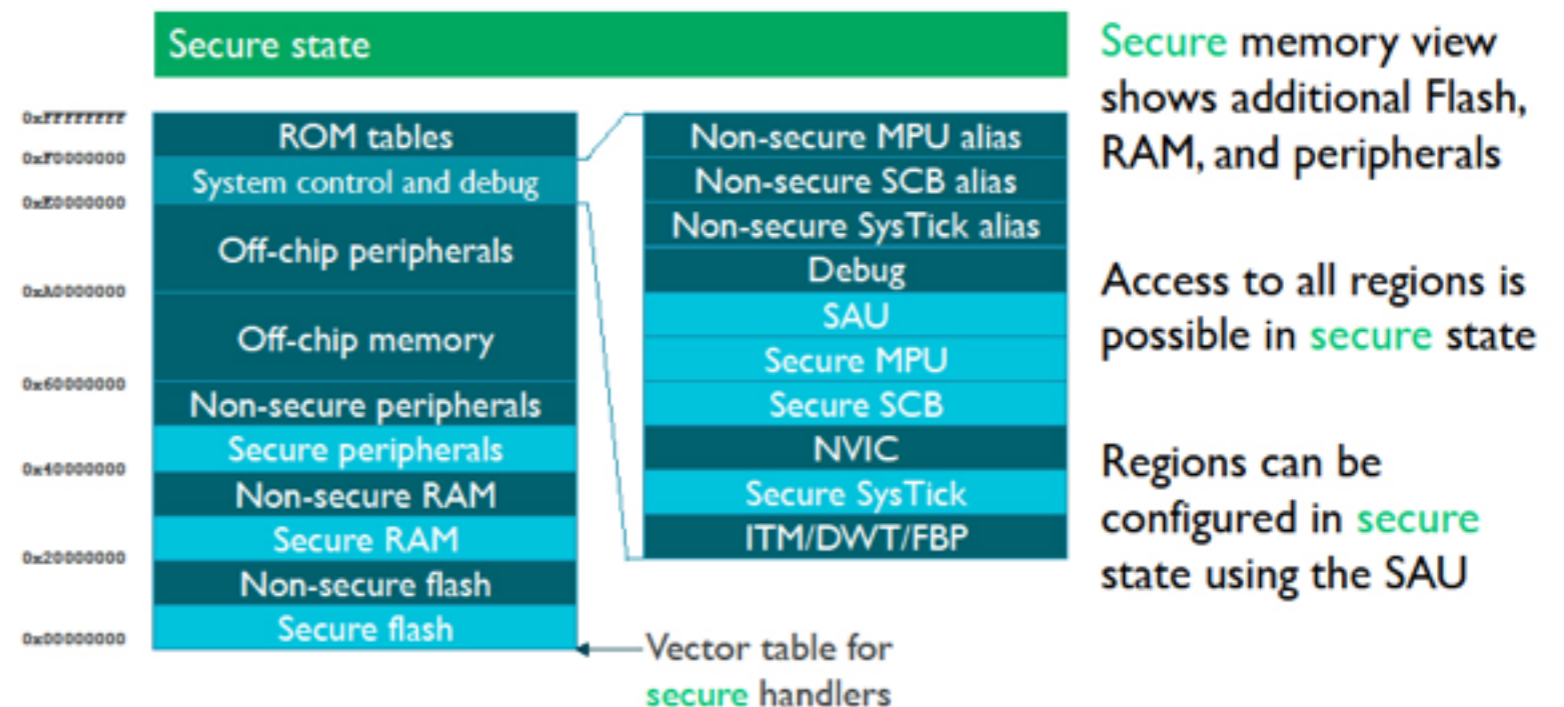 Secure state
0xFFFFFFFF
0xF0000000
0xE0000000
0xA0000000
0x60000000
0x40000000
0x20000000
0x00000000
ROM tables
System control and debug
Off-chip peripherals
Off-chip memory
Non-secure peripherals
Secure peripherals
Non-secure RAM
Secure RAM
Non-secure flash
Secure flash
Non-secure MPU alias
Non-secure SCB alias
Non-secure SysTick alias
Debug
SAU
Secure MPU
Secure SCB
NVIC
Secure SysTick
ITM/DWT/FBP
Vector table for
secure handlers
Secure memory view
shows additional Flash,
RAM, and peripherals
Access to all regions is
possible in secure state
Regions can be
configured in secure
state using the SAU